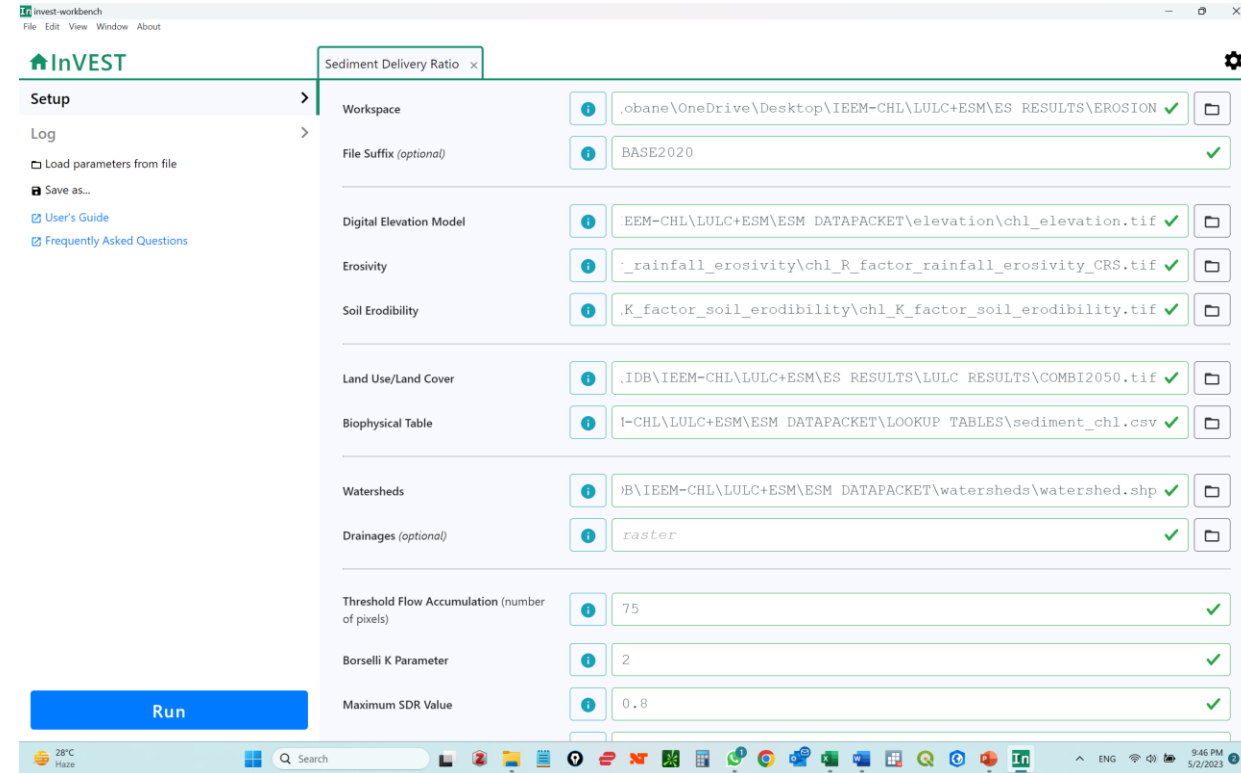 invest-workbench
File Edit View Window About
InVEST
Sediment Delivery Ratio ×
Setup
Log
Load parameters from file
Save as...
User's Guide
Frequently Asked Questions
Workspace
.obane\OneDrive\Desktop\IEEM-CHL\LULC+ESM\ES RESULTS\EROSION
File Suffix (optional)
BASE2020
Digital Elevation Model
IEEM-CHL\LULC+ESM\ESM DATAPACKET\elevation\chl_elevation.tif
Erosivity
_rainfall_erosivity\chl_R_factor_rainfall_erosivity_CRS.tif
Soil Erodibility
K_factor_soil_erodibility\chl_K_factor_soil_erodibility.tif
Land Use/Land Cover
IDB\IEEM-CHL\LULC+ESM\ES RESULTS\LULC RESULTS\COMBI2050.tif
Biophysical Table
M-CHL\LULC+ESM\ESM DATAPACKET\LOOKUP TABLES\sediment_chl.csv
Watersheds
DB\IEEM-CHL\LULC+ESM\ESM DATAPACKET\watersheds\watershed.shp
Drainages (optional)
raster
Threshold Flow Accumulation (number
of pixels)
75
Borselli K Parameter
2
Maximum SDR Value
0.8
Run
28°C
Haze
Search
ENG
9:46 PM
5/2/2023
2